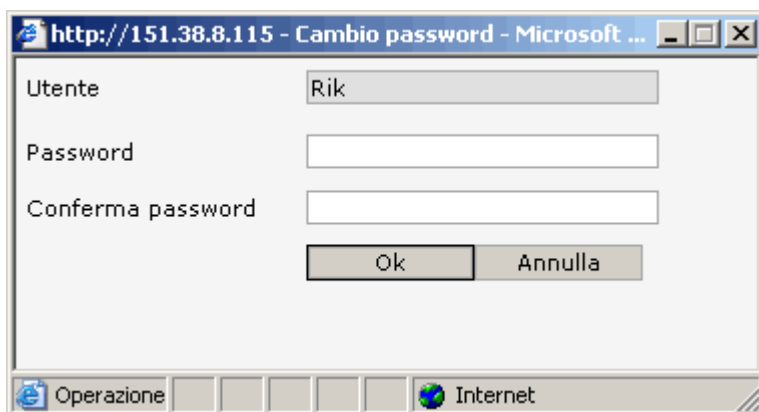 http://151.38.8.115 - Cambio password - Microsoft ...
Utente Rik
Password
Conferma password
Ok Annulla
Operazione Internet